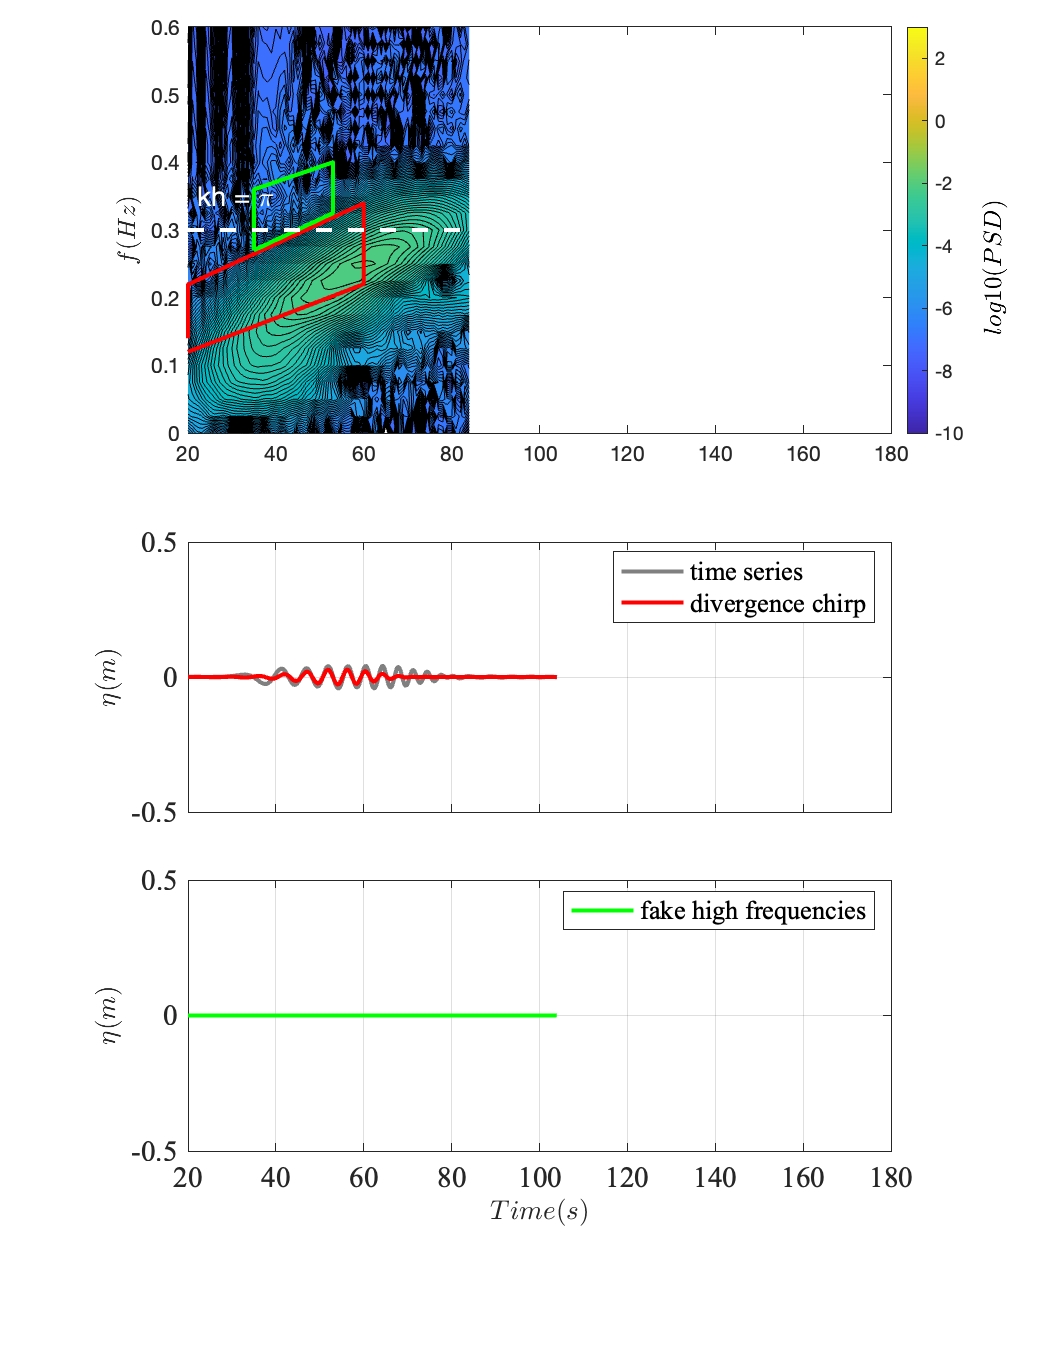 0.6
0.5
0.4
0.3
0.2
0.1
0
f(Hz)
kh = π
20 40 60 80 100 120 140 160 180
2
0
-2
-4
-6
-8
-10
log10(PSD)
0.5
0
-0.5
η(m)
time series
divergence chirp
0.5
0
-0.5
η(m)
fake high frequencies
20 40 60 80 100 120 140 160 180
Time(s)